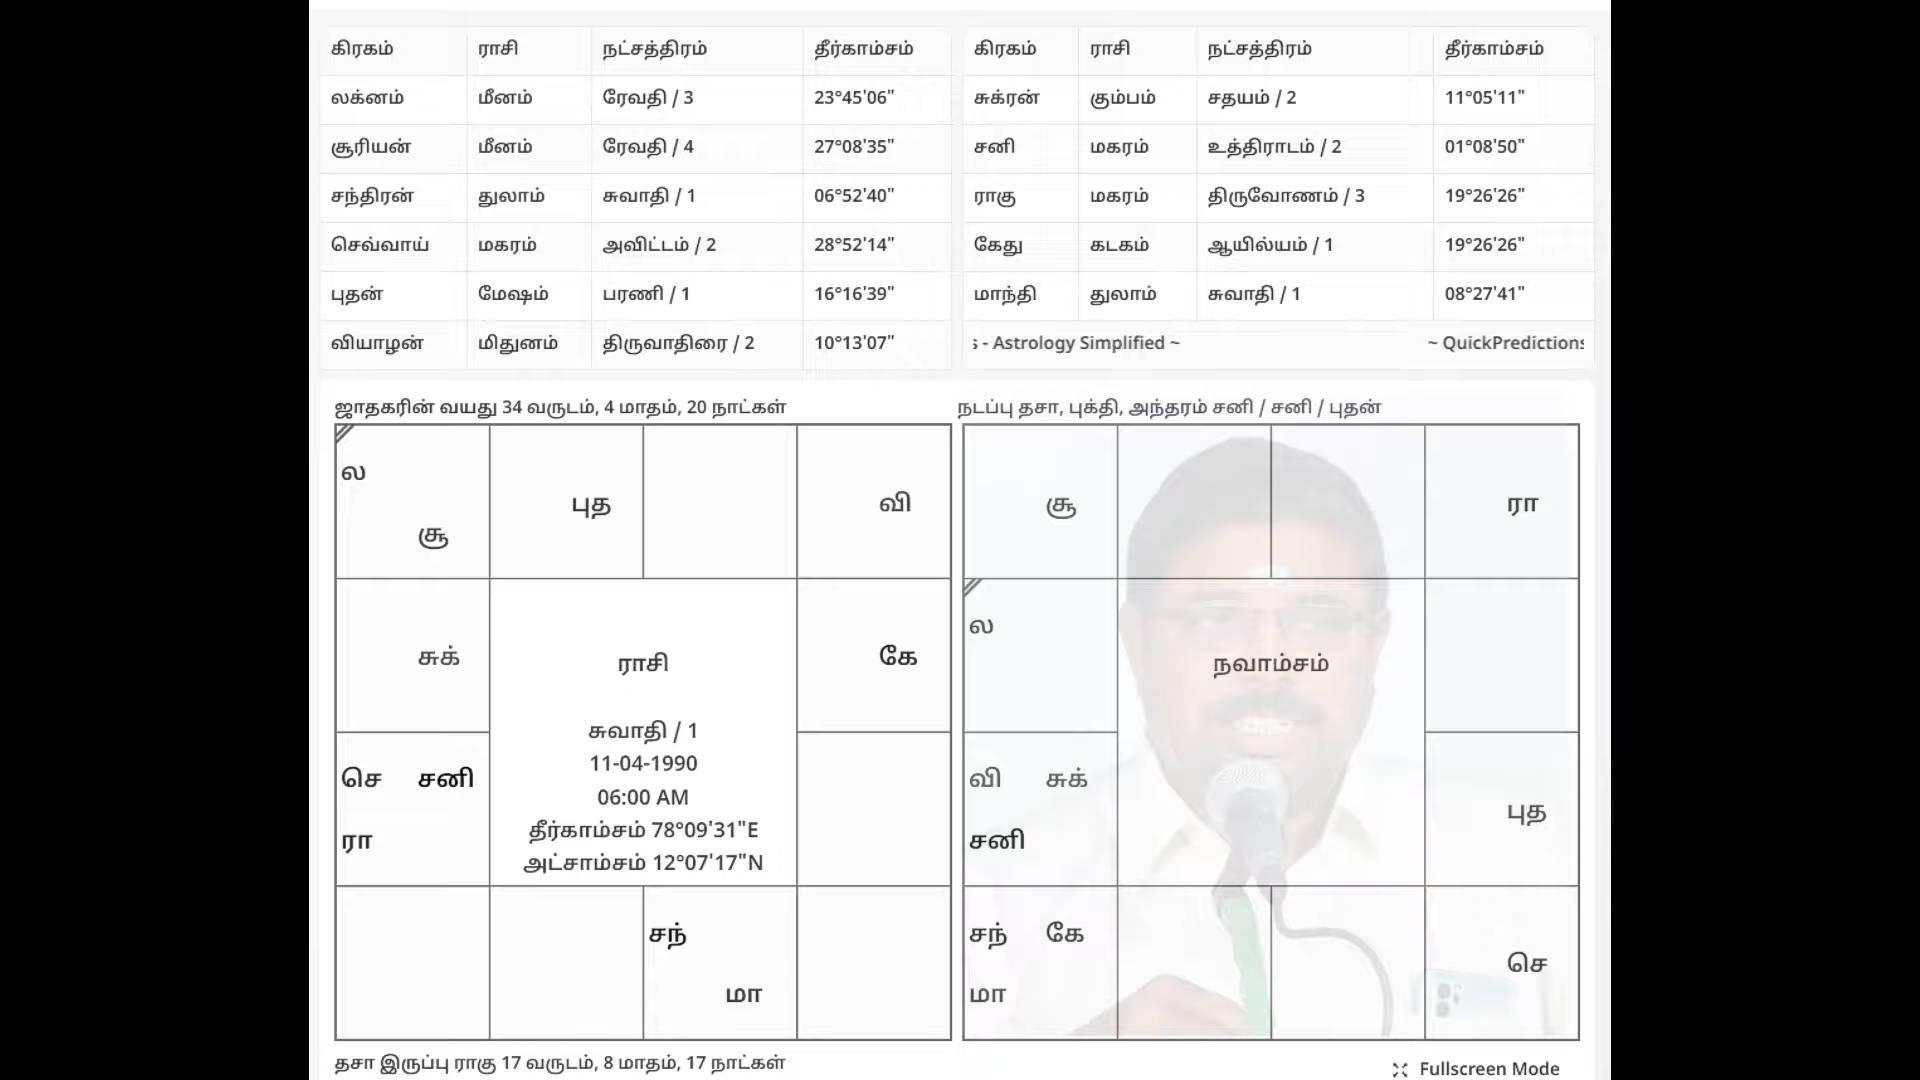 கிரகம் ராசி நட்சத்திரம் தீர்காம்சம் கிரகம் ராசி நட்சத்திரம் தீர்காம்சம்
லக்னம் மீனம் ரேவதி / 3 23°45'06" சுக்ரன் கும்பம் சதயம் / 2 11°05'11"
சூரியன் மீனம் ரேவதி / 4 27°08'35" சனி மகரம் உத்திராடம் / 2 01°08'50"
சந்திரன் துலாம் சுவாதி / 1 06°52'40" ராகு மகரம் திருவோணம் / 3 19°26'26"
செவ்வாய் மகரம் அவிட்டம் / 2 28°52'14" கேது கடகம் ஆயில்யம் / 1 19°26'26"
புதன் மேஷம் பரணி / 1 16°16'39" மாந்தி துலாம் சுவாதி / 1 08°27'41"
வியாழன் மிதுனம் திருவாதிரை / 2 10°13'07" s - Astrology Simplified ~ ~ QuickPredictions
ஜாதகரின் வயது 34 வருடம், 4 மாதம், 20 நாட்கள்
ல
சூ
புத
வி
சுக்
கே
செ சனி
ரா
ராசி
சுவாதி / 1
11-04-1990
06:00 AM
தீர்காம்சம் 78°09'31"E
அட்சாம்சம் 12°07'17"N
சந்
மா
தசா இருப்பு ராகு 17 வருடம், 8 மாதம், 17 நாட்கள்
நடப்பு தசா, புக்தி, அந்தரம் சனி / சனி / புதன்
சூ
ரா
ல
நவாம்சம்
வி சுக்
சனி
புத
சந் கே
மா
செ
Fullscreen Mode